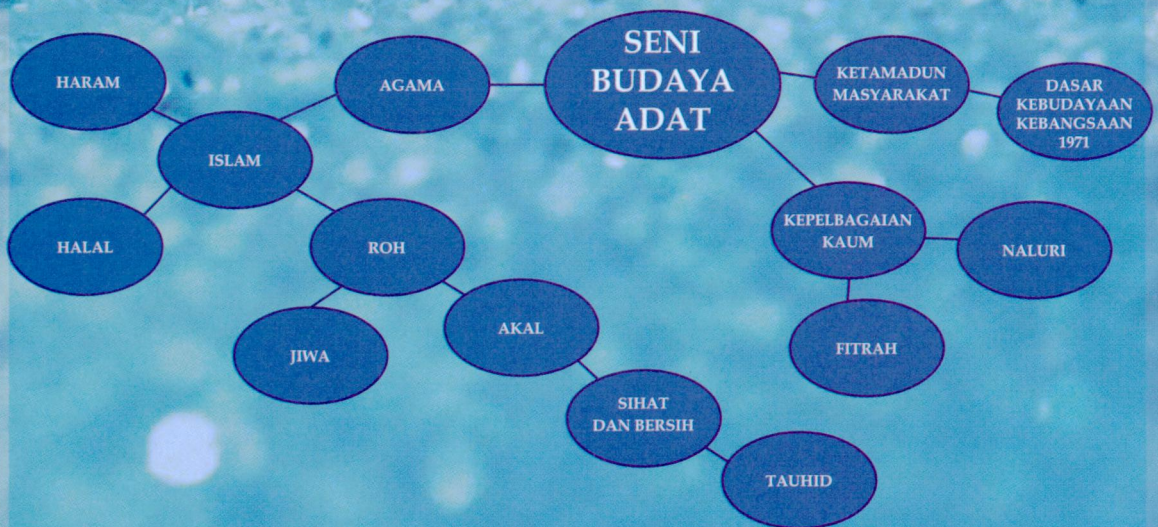 SENI
BUDAYA
ADAT
HARAM
AGAMA
KETAMADUN
MASYARAKAT
DASAR
KEBUDAYAAN
KEBANGSAAN
1971
ISLAM
HALAL
ROH
KEPELBAGAIAN
KAUM
NALURI
JIWA
AKAL
FITRAH
SIHAT
DAN BERSIH
TAUHID